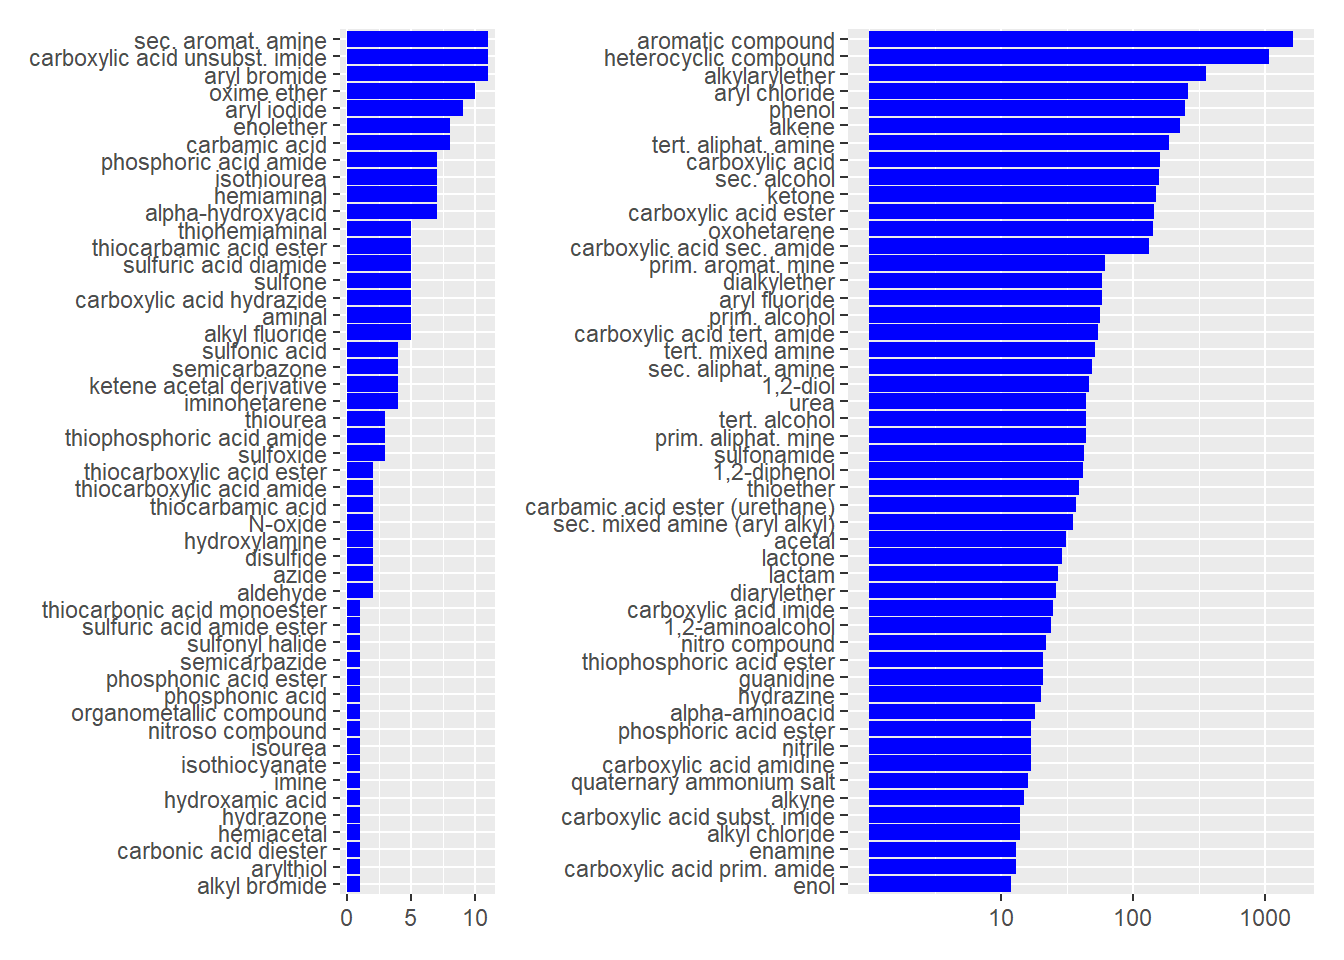 sec. aromat. amine
carboxylic acid unsubst. imide
aryl bromide
oxime ether
aryl iodide
enolether
carbamic acid
phosphoric acid amide
isothiourea
hemiaminal
alpha-hydroxyacid
thiohemiaminal
thiocarbamic acid ester
sulfuric acid diamide
sulfone
carboxylic acid hydrazide
aminal
alkyl fluoride
sulfonic acid
semicarbazone
ketene acetal derivative
iminohetarene
thiourea
thiophosphoric acid amide
sulfoxide
thiocarboxylic acid ester
thiocarboxylic acid amide
thiocarbamic acid
N-oxide
hydroxylamine
disulfide
azide
aldehyde
thiocarbonic acid monoester
sulfuric acid amide ester
sulfonyl halide
semicarbazide
phosphonic acid ester
phosphonic acid
organometallic compound
nitroso compound
isourea
isothiocyanate
imine
hydroxamic acid
hydrazone
hemiacetal
carbonic acid diester
arylthiol
alkyl bromide
0 5 10
aromatic compound
heterocyclic compound
alkylarylether
aryl chloride
phenol
alkene
tert. aliphat. amine
carboxylic acid
sec. alcohol
ketone
carboxylic acid ester
oxohetarene
carboxylic acid sec. amide
prim. aromat. mine
dialkylether
aryl fluoride
prim. alcohol
carboxylic acid tert. amide
tert. mixed amine
sec. aliphat. amine
1,2-diol
urea
tert. alcohol
prim. aliphat. mine
sulfonamide
1,2-diphenol
thioether
carbamic acid ester (urethane)
sec. mixed amine (aryl alkyl)
acetal
lactone
lactam
diarylether
carboxylic acid imide
1,2-aminoalcohol
nitro compound
thiophosphoric acid ester
guanidine
hydrazine
alpha-aminoacid
phosphoric acid ester
nitrile
carboxylic acid amidine
quaternary ammonium salt
alkyne
carboxylic acid subst. imide
alkyl chloride
enamine
carboxylic acid prim. amide
enol
10 100 1000